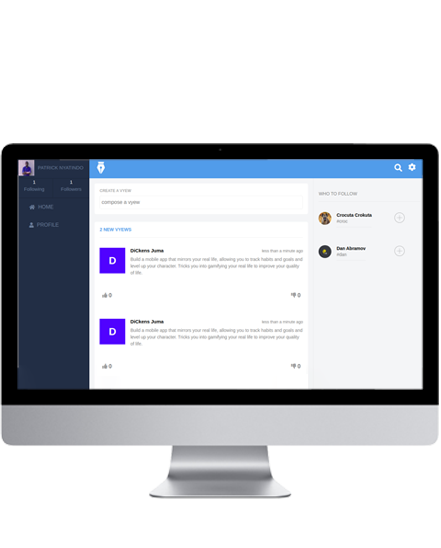 PATRICK NYATINDO
1 1
Following Followers
HOME
PROFILE
CREATE A VYEW
compose a vyew
2 NEW VYEWS
D
DICkens Juma less than a minute ago
Build a mobile app that mirrors your real life, allowing you to track habits and goals and
level up your character. Tricks you into gamifying your real life to improve your quality
of life.
0 0
D
DICkens Juma less than a minute ago
Build a mobile app that mirrors your real life, allowing you to track habits and goals and
level up your character. Tricks you into gamifying your real life to improve your quality
of life.
0 0
WHO TO FOLLOW
Crocuta Crokuta
Dan Abramov